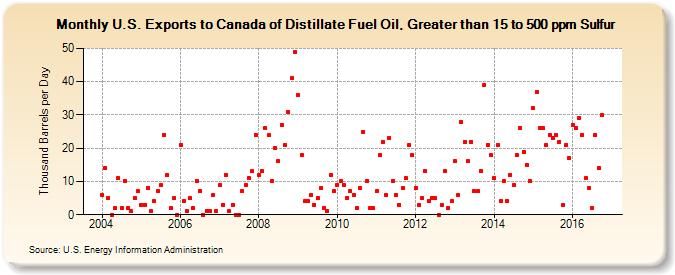 Monthly U.S. Exports to Canada of Distillate Fuel Oil, Greater than 15 to 500 ppm Sulfur
Thousand Barrels per Day
50
40
30
20
10
0
2004 2006 2008 2010 2012 2014 2016
Source: U.S. Energy Information Administration